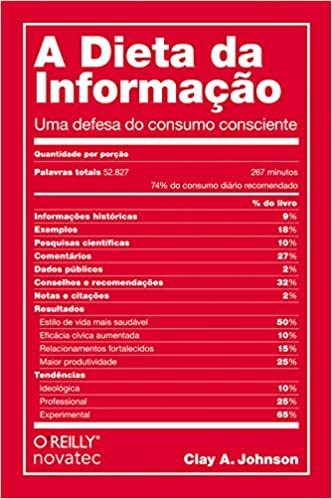 A Dieta da
Informação
Uma defesa do consumo consciente
Quantidade por porção
Palavras totais 52.827 267 minutos
74% do consumo diário recomendado
% do livro
Informações históricas 9%
Exemplos 18%
Pesquisas científicas 10%
Comentários 27%
Dados públicos 2%
Conselhos e recomendações 32%
Notas e citações 2%
Resultados
Estilo de vida mais saudável 50%
Eficácia cívica aumentada 10%
Relacionamentos fortalecidos 15%
Maior produtividade 25%
Tendências
Ideológica 10%
Professional 25%
Experimental 65%
O REILLY®
novatec Clay A. Johnson